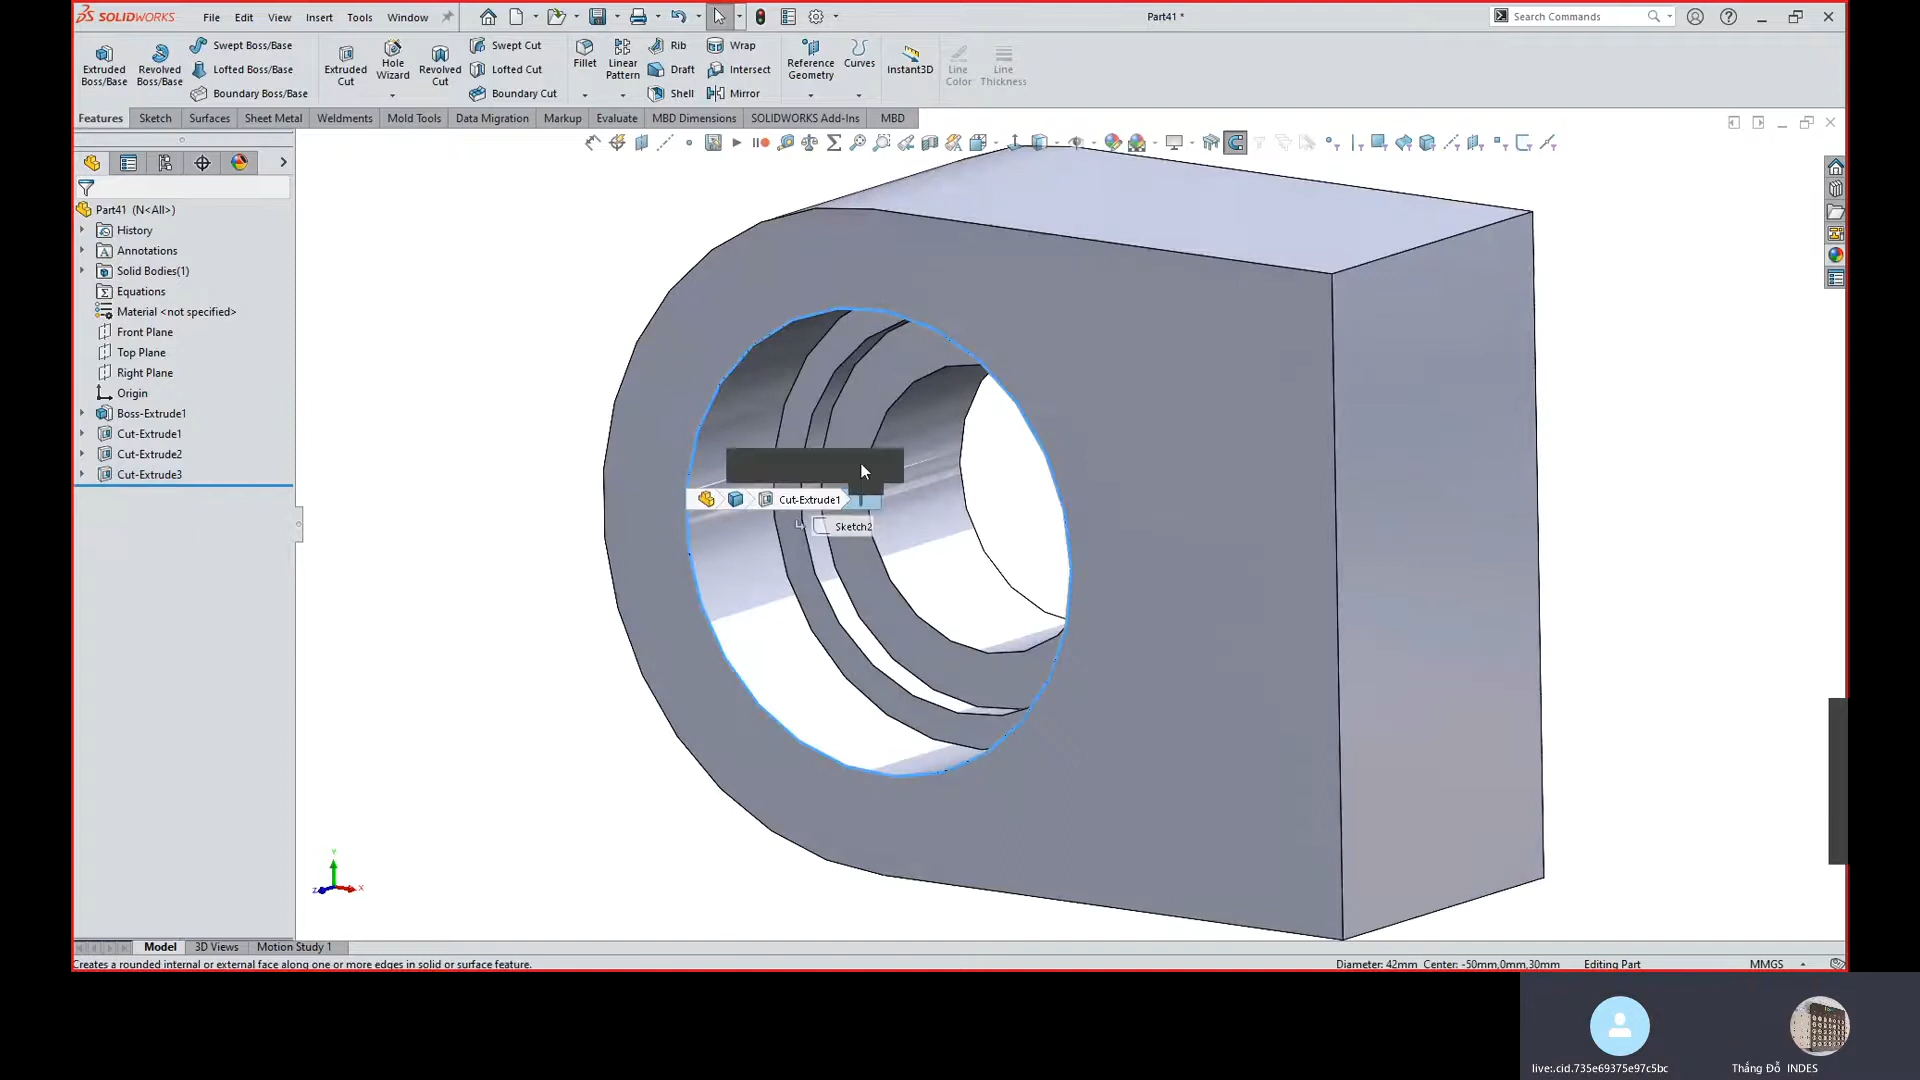 SOLIDWORKS File Edit View Insert Tools Window Part41 * Search Commands
Extruded Boss/Base
Revolved Boss/Base
Swept Boss/Base
Lofted Boss/Base
Boundary Boss/Base
Extruded Cut
Hole Wizard
Revolved Cut
Swept Cut
Lofted Cut
Boundary Cut
Fillet
Linear Pattern
Rib
Draft
Shell
Wrap
Intersect
Mirror
Reference Geometry
Curves
Instant3D
Line Color
Line Thickness
Features Sketch Surfaces Sheet Metal Weldments Mold Tools Data Migration Markup Evaluate MBD Dimensions SOLIDWORKS Add-Ins MBD
Part41 (N<All>)
History
Annotations
Solid Bodies(1)
Equations
Material <not specified>
Front Plane
Top Plane
Right Plane
Origin
Boss-Extrude1
Cut-Extrude1
Cut-Extrude2
Cut-Extrude3
Cut-Extrude1
Sketch2
Y
Z
X
Model 3D Views Motion Study 1
Creates a rounded internal or external face along one or more edges in solid or surface feature. Diameter: 42mm Center: -50mm,0mm,30mm Editing Part MMGS
live:.cid.735e69375e97c5bc Thắng Đỗ INDES